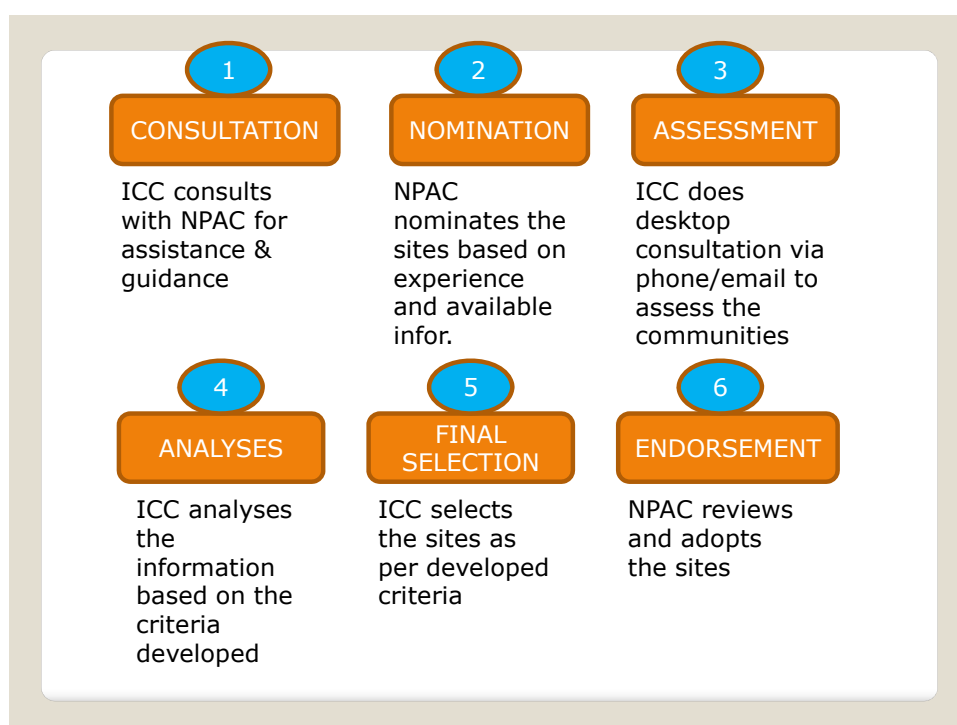 1
CONSULTATION
ICC consults
with NPAC for
assistance &
guidance
2
NOMINATION
NPAC
nominates the
sites based on
experience
and available
infor.
3
ASSESSMENT
ICC does
desktop
consultation via
phone/email to
assess the
communities
4
ANALYSES
ICC analyses
the
information
based on the
criteria
developed
5
FINAL
SELECTION
ICC selects
the sites as
per developed
criteria
6
ENDORSEMENT
NPAC reviews
and adopts
the sites